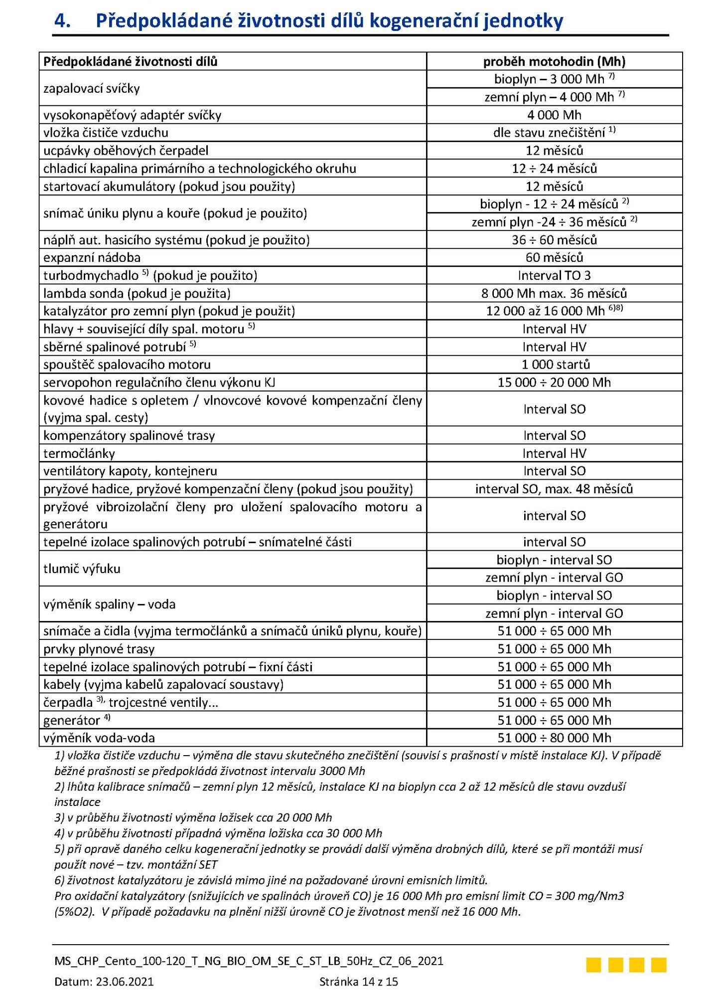 4. Předpokládané životnosti dílů kogenerační jednotky
Předpokládané životnosti dílů
proběh motohodin (Mh)
zapalovací svíčky
bioplyn – 3 000 Mh 7)
zemní plyn – 4 000 Mh 7)
vysokonapěťový adaptér svíčky
4 000 Mh
vložka čističe vzduchu
dle stavu znečištění 1)
ucpávky oběhových čerpadel
12 měsíců
chladicí kapalina primárního a technologického okruhu
12 ÷ 24 měsíců
startovací akumulátory (pokud jsou použity)
12 měsíců
snímač úniku plynu a kouře (pokud je použito)
bioplyn - 12 ÷ 24 měsíců 2)
zemní plyn -24 ÷ 36 měsíců 2)
náplň aut. hasicího systému (pokud je použito)
36 ÷ 60 měsíců
expanzní nádoba
60 měsíců
turbodmychadlo 5) (pokud je použito)
Interval TO 3
lambda sonda (pokud je použita)
8 000 Mh max. 36 měsíců
katalyzátor pro zemní plyn (pokud je použit)
12 000 až 16 000 Mh 6)8)
hlavy + související díly spal. motoru 5)
Interval HV
sběrné spalinové potrubí 5)
Interval HV
spouštěč spalovacího motoru
1 000 startů
servopohon regulačního členu výkonu KJ
15 000 ÷ 20 000 Mh
kovové hadice s opletem / vlnovcové kovové kompenzační členy
(vyjma spal. cesty)
Interval SO
kompenzátory spalinové trasy
Interval SO
termočlánky
Interval HV
ventilátory kapoty, kontejneru
Interval SO
pryžové hadice, pryžové kompenzační členy (pokud jsou použity)
interval SO, max. 48 měsíců
pryžové vibroizolační členy pro uložení spalovacího motoru a
generátoru
interval SO
tepelné izolace spalinových potrubí – snímatelné části
interval SO
tlumič výfuku
bioplyn - interval SO
zemní plyn - interval GO
výměník spaliny – voda
bioplyn - interval SO
zemní plyn - interval GO
snímače a čidla (vyjma termočlánků a snímačů úniků plynu, kouře)
51 000 ÷ 65 000 Mh
prvky plynové trasy
51 000 ÷ 65 000 Mh
tepelné izolace spalinových potrubí – fixní části
51 000 ÷ 65 000 Mh
kabely (vyjma kabelů zapalovací soustavy)
51 000 ÷ 65 000 Mh
čerpadla 3), trojcestné ventily...
51 000 ÷ 65 000 Mh
generátor 4)
51 000 ÷ 65 000 Mh
výměník voda-voda
51 000 ÷ 80 000 Mh
1) vložka čističe vzduchu – výměna dle stavu skutečného znečištění (souvisí s prašností v místě instalace KJ). V případě
běžné prašnosti se předpokládá životnost intervalu 3000 Mh
2) lhůta kalibrace snímačů – zemní plyn 12 měsíců, instalace KJ na bioplyn cca 2 až 12 měsíců dle stavu ovzduší
instalace
3) v průběhu životnosti výměna ložisek cca 20 000 Mh
4) v průběhu životnosti případná výměna ložiska cca 30 000 Mh
5) při opravě daného celku kogenerační jednotky se provádí další výměna drobných dílů, které se při montáži musí
použít nové – tzv. montážní SET
6) životnost katalyzátoru je závislá mimo jiné na požadované úrovni emisních limitů.
Pro oxidační katalyzátory (snižujících ve spalinách úroveň CO) je 16 000 Mh pro emisní limit CO = 300 mg/Nm3
(5%O2). V případě požadavku na plnění nižší úrovně CO je životnost menší než 16 000 Mh.
MS_CHP_Cento_100-120_T_NG_BIO_OM_SE_C_ST_LB_50Hz_CZ_06_2021
Datum: 23.06.2021
Stránka 14 z 15